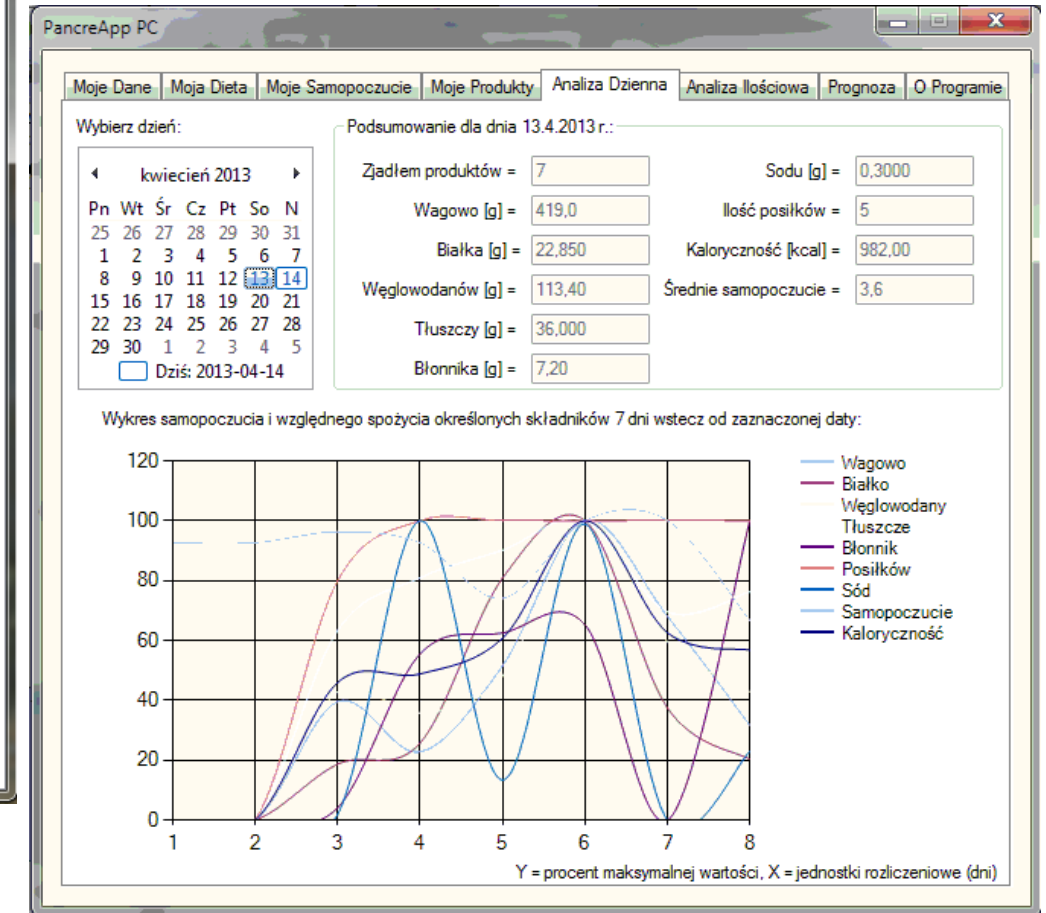 PancreApp PC
Moje Dane Moja Dieta Moje Samopoczucie Moje Produkty Analiza Dzienna Analiza Ilościowa Prognoza O Programie
Wybierz dzień:
kwiecień 2013
Pn Wt Śr Cz Pt So N
25 26 27 28 29 30 31
1 2 3 4 5 6 7
8 9 10 11 12 13 14
15 16 17 18 19 20 21
22 23 24 25 26 27 28
29 30 1 2 3 4 5
Dziś: 2013-04-14
Podsumowanie dla dnia 13.4.2013 r.:
Zjadłem produktów = 7
Wagowo [g] = 419,0
Białka [g] = 22,850
Węglowodanów [g] = 113,40
Tłuszczy [g] = 36,000
Błonnika [g] = 7,20
Sodu [g] = 0,3000
Ilość posiłków = 5
Kaloryczność [kcal] = 982,00
Średnie samopoczucie = 3,6
Wykres samopoczucia i względnego spożycia określonych składników 7 dni wstecz od zaznaczonej daty:
120
100
80
60
40
20
0
1 2 3 4 5 6 7 8
Wagowo
Białko
Węglowodany
Tłuszcze
Błonnik
Posiłków
Sód
Samopoczucie
Kaloryczność
Y = procent maksymalnej wartości, X = jednostki rozliczeniowe (dni)